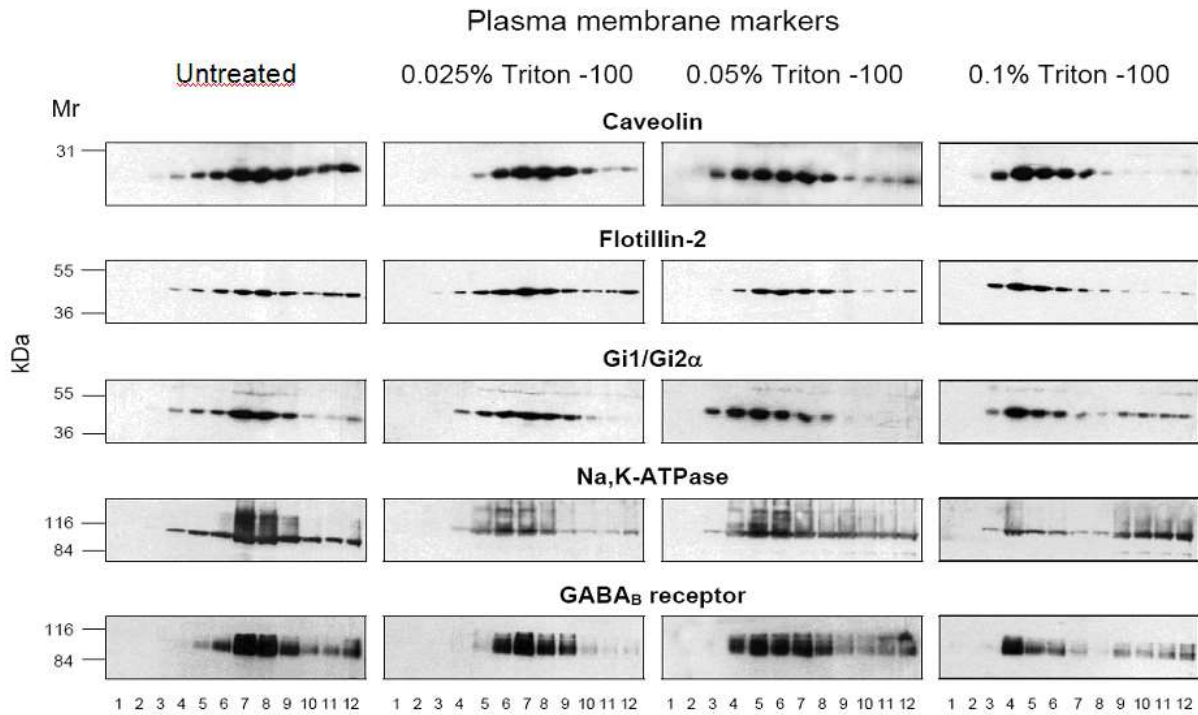 Plasma membrane markers
Untreated 0.025% Triton -100 0.05% Triton -100 0.1% Triton -100
Mr
Caveolin
31
Flotillin-2
55
36
kDa
Gi1/Gi2α
55
36
Na,K-ATPase
116
84
GABAB receptor
116
84
1 2 3 4 5 6 7 8 9 10 11 12 1 2 3 4 5 6 7 8 9 10 11 12 1 2 3 4 5 6 7 8 9 10 11 12 1 2 3 4 5 6 7 8 9 10 11 12